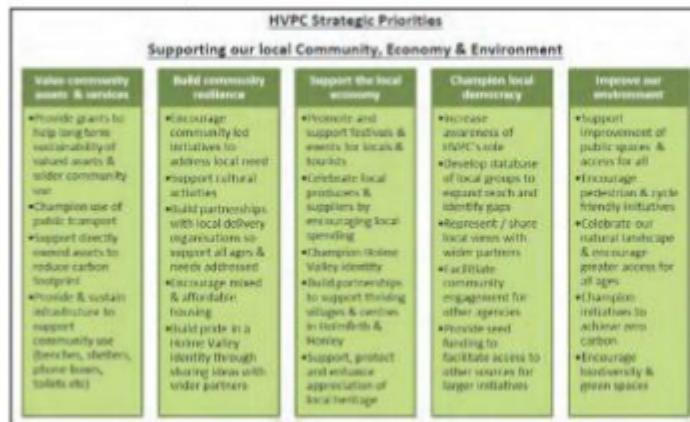 HVPC Strategic Priorities
Supporting our local Community, Economy & Environment
Value community
assets & services
•Provide grants to
help long term
sustainability of
valued assets &
wider community
use
•Champion use of
public transport
•Support directly
owned assets to
reduce carbon
footprint
•Provide & sustain
infrastructure to
support
community use
(benches, shelters,
phone boxes,
toilets etc)
Build community
resilience
•Encourage
community led
initiatives to
address local need
•Support cultural
activities
•Build partnerships
with local delivery
organisations so
support all ages &
needs addressed
•Encourage mixed
& affordable
housing
•Build pride in a
Holme Valley
identity through
sharing ideas with
wider partners
Support the local
economy
•Promote and
support festivals &
events for locals &
tourists
•Celebrate local
producers &
suppliers by
encouraging local
spending
•Champion Holme
Valley identity
•Build partnerships
to support thriving
villages & centres
in Holmfirth &
Honley
•Support, protect
and enhance
appreciation of
local heritage
Champion local
democracy
•Increase
awareness of
HVPC's role
•Develop database
of local groups to
expand reach and
identify gaps
•Represent / share
local views with
wider partners
•Facilitate
community
engagement for
other agencies
•Provide seed
funding to
facilitate access to
other sources for
larger initiatives
Improve our
environment
•Support
improvement of
public spaces &
access for all
•Encourage
pedestrian & cycle
friendly initiatives
•Celebrate our
natural landscape
& encourage
greater access for
all ages
•Champion
initiatives to
achieve zero
carbon
•Encourage
biodiversity &
green spaces